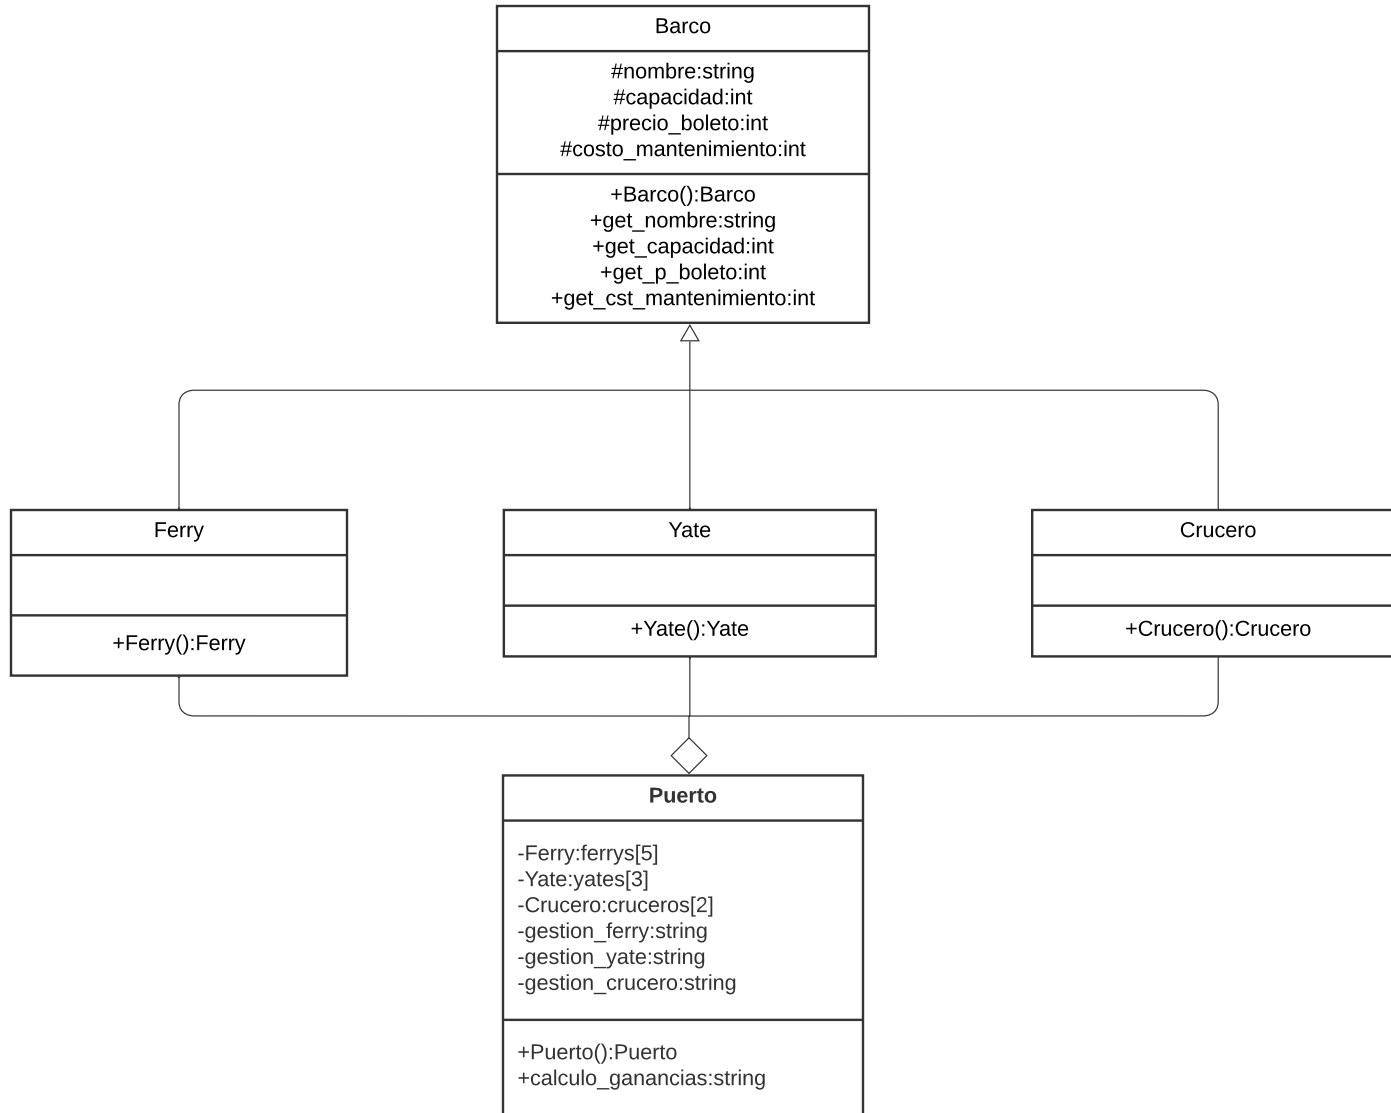 Barco
#nombre:string
#capacidad:int
#precio_boleto:int
#costo_mantenimiento:int
+Barco():Barco
+get_nombre:string
+get_capacidad:int
+get_p_boleto:int
+get_cst_mantenimiento:int
Ferry
+Ferry():Ferry
Yate
+Yate():Yate
Crucero
+Crucero():Crucero
Puerto
-Ferry:ferrys[5]
-Yate:yates[3]
-Crucero:cruceros[2]
-gestion_ferry:string
-gestion_yate:string
-gestion_crucero:string
+Puerto():Puerto
+calculo_ganancias:string